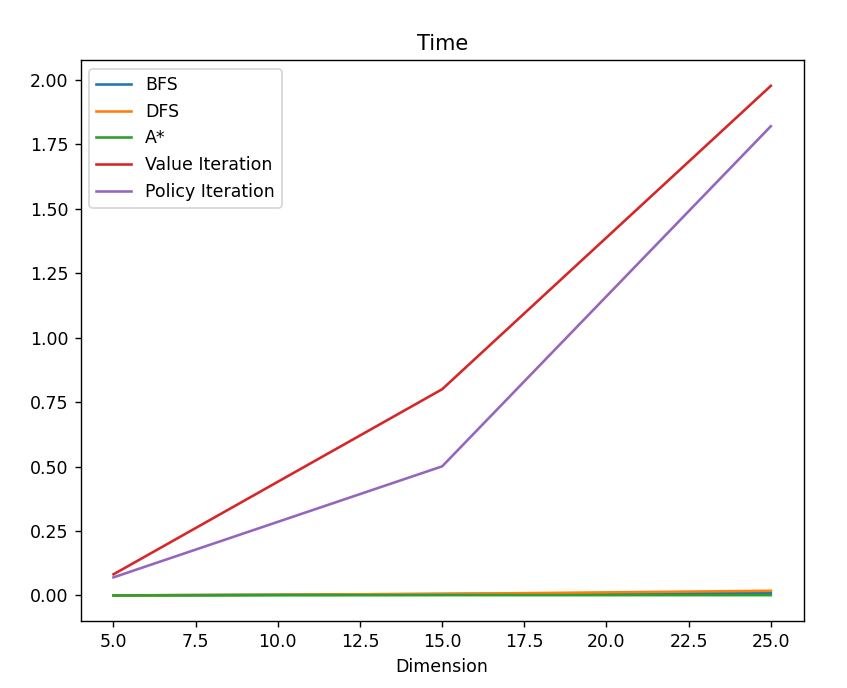 Time
BFS
DFS
A*
Value Iteration
Policy Iteration
2.00
1.75
1.50
1.25
1.00
0.75
0.50
0.25
0.00
5.0 7.5 10.0 12.5 15.0 17.5 20.0 22.5 25.0
Dimension